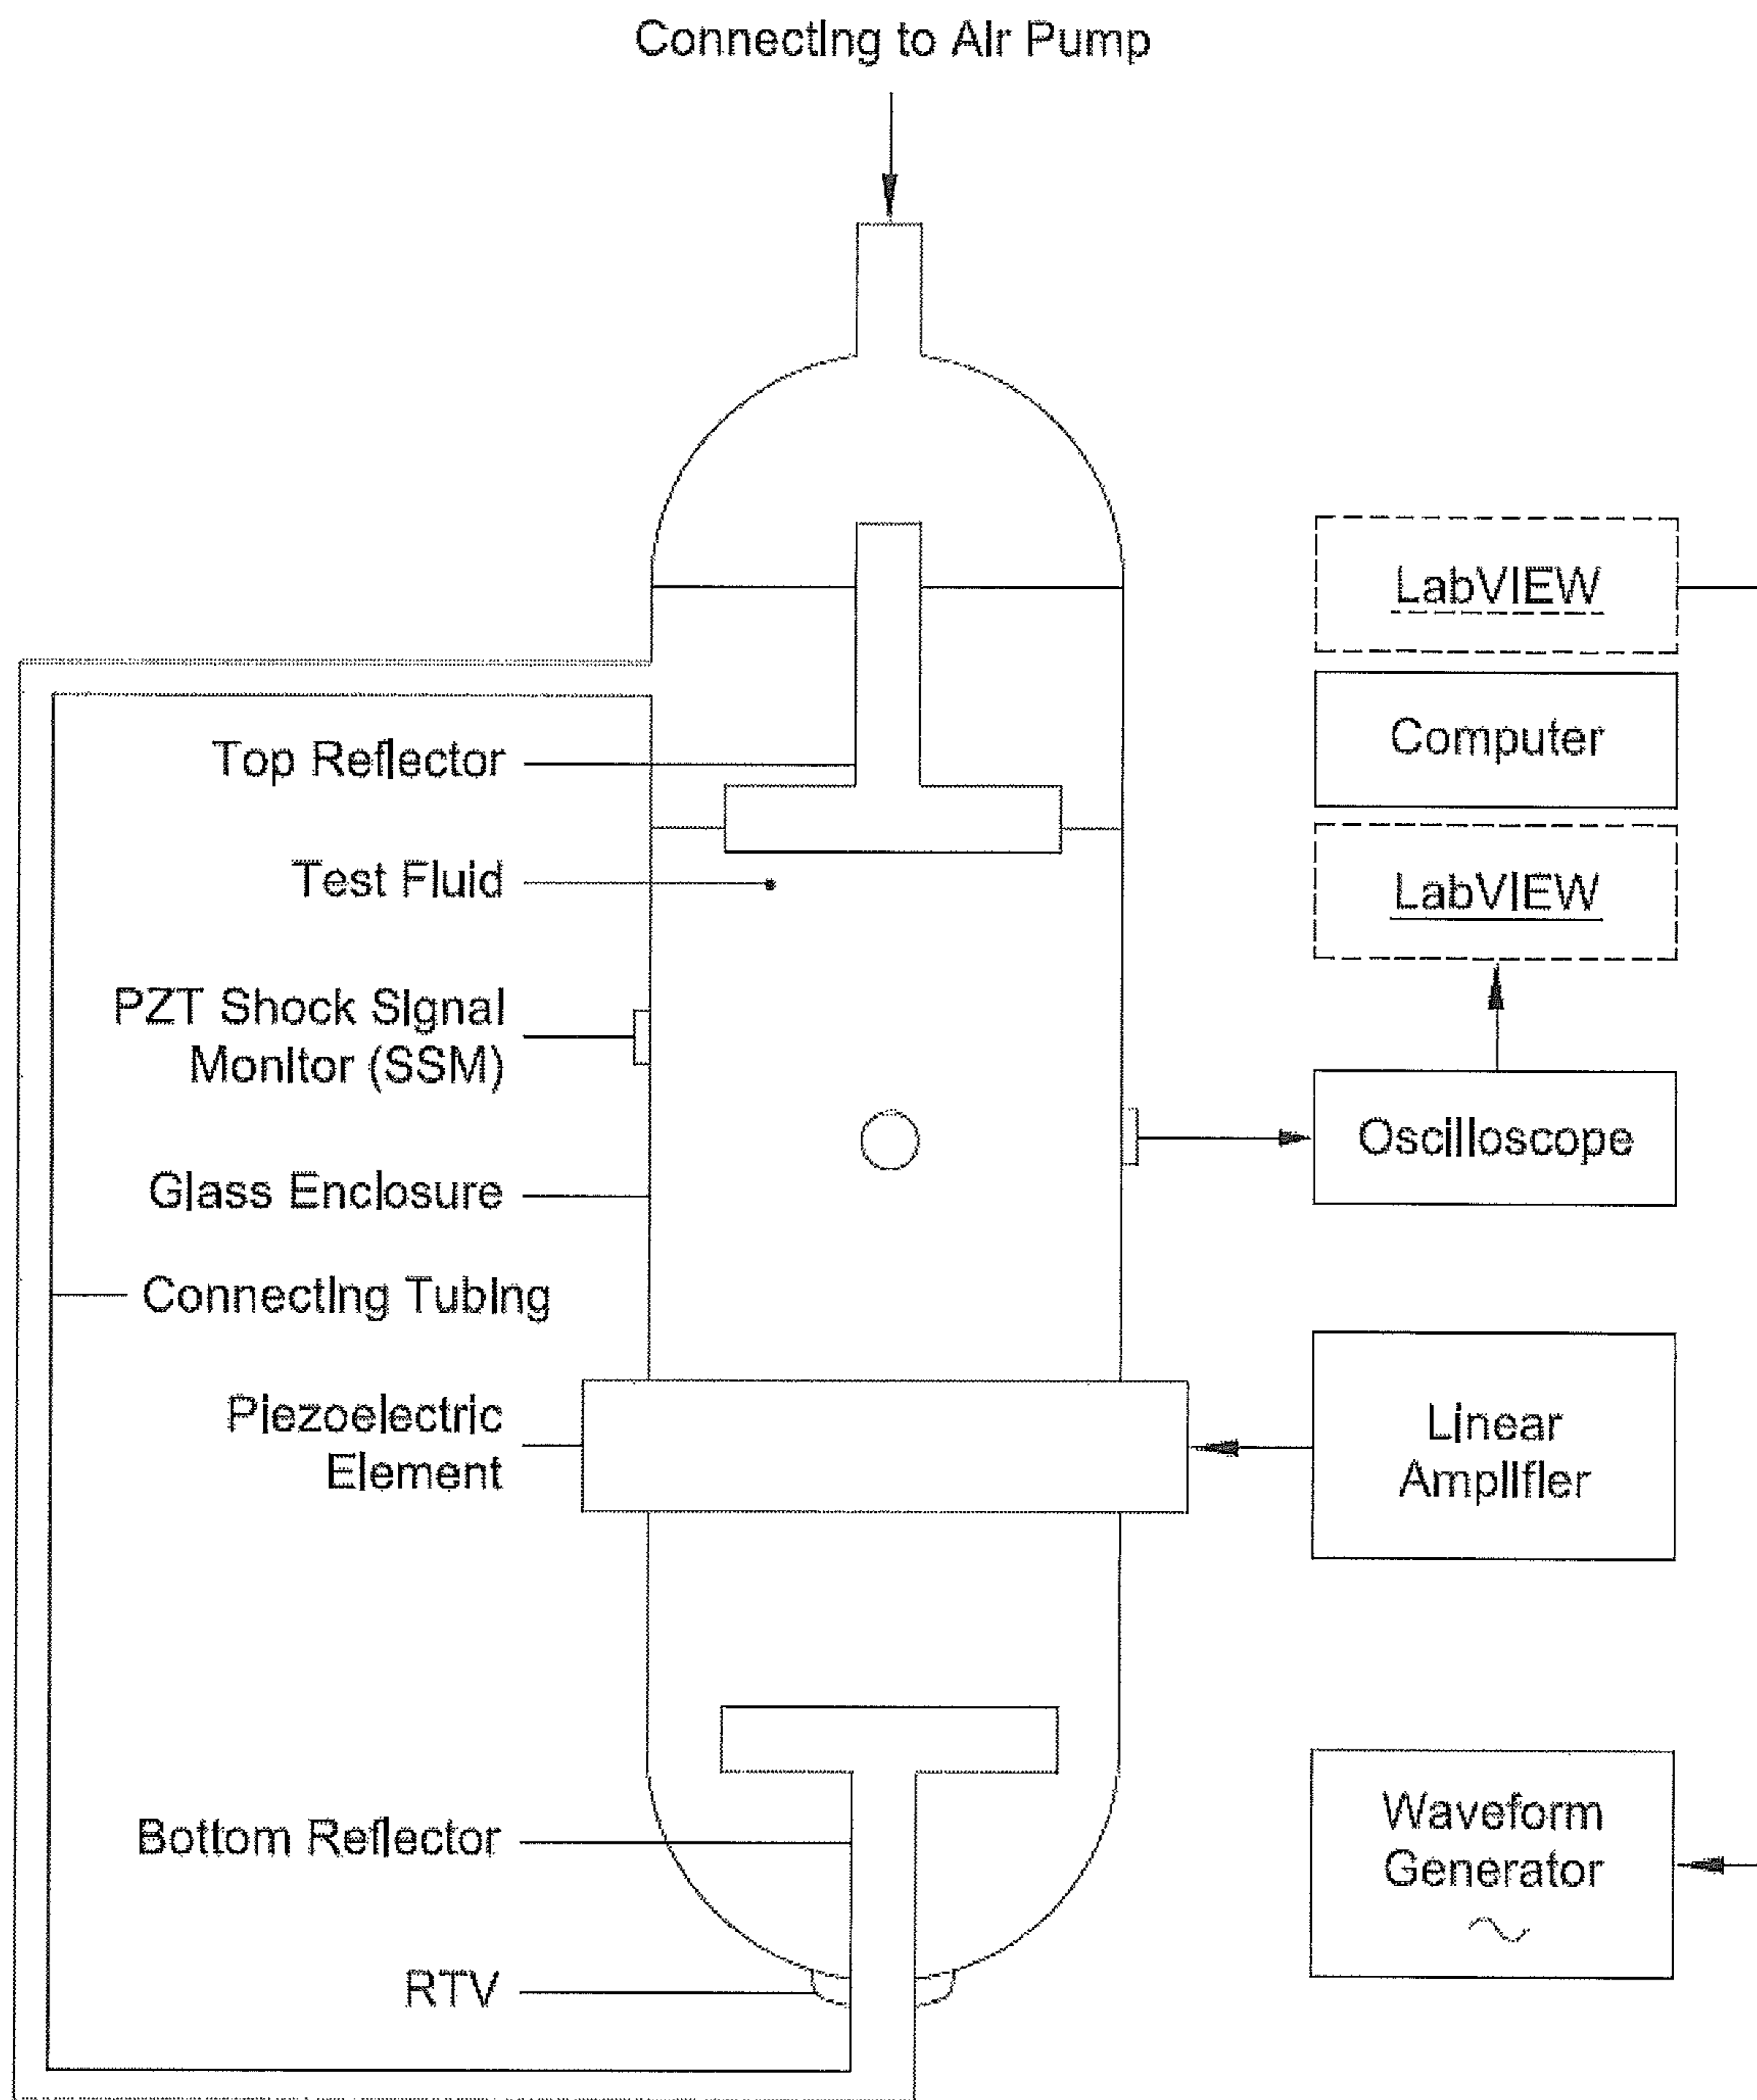 Connecting to Air Pump
LabVIEW
Computer
Top Reflector
Test Fluid
LabVIEW
PZT Shock Signal
Monitor (SSM)
Oscilloscope
Glass Enclosure
Connecting Tubing
Piezoelectric
Element
Linear
Amplifier
Waveform
Generator
Bottom Reflector
RTV